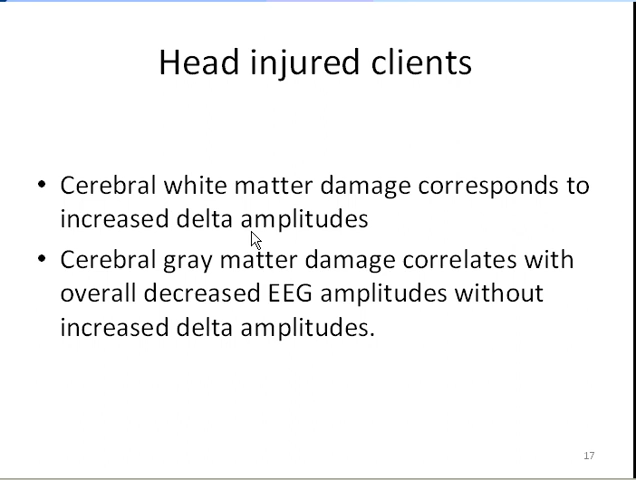 Head injured clients
• Cerebral white matter damage corresponds to
increased delta amplitudes
• Cerebral gray matter damage correlates with
overall decreased EEG amplitudes without
increased delta amplitudes.
17